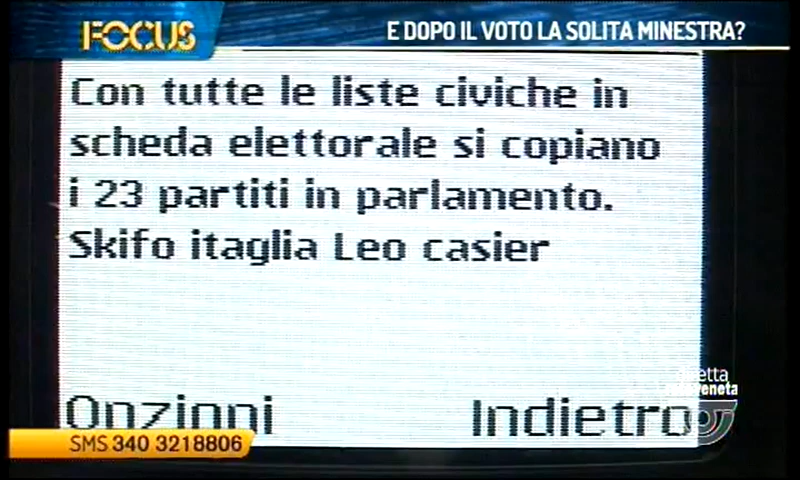 FOCUS
E DOPO IL VOTO LA SOLITA MINESTRA?
Con tutte le liste civiche in
scheda elettorale si copiano
i 23 partiti in parlamento.
Skifo itaglia Leo casier
Onzioni
Indietro
SMS 340 3218806